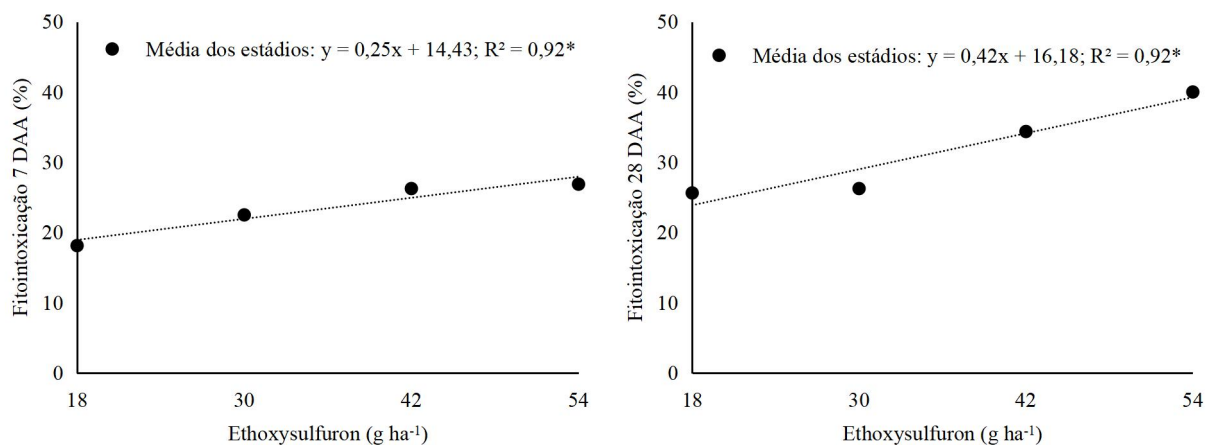 50
40
30
20
10
0
Fitointoxicação 7 DAA (%)
Média dos estádios: y = 0,25x + 14,43; R² = 0,92*
18 30 42 54
Ethoxysulfuron (g ha⁻¹)
50
40
30
20
10
0
Fitointoxicação 28 DAA (%)
Média dos estádios: y = 0,42x + 16,18; R² = 0,92*
18 30 42 54
Ethoxysulfuron (g ha⁻¹)